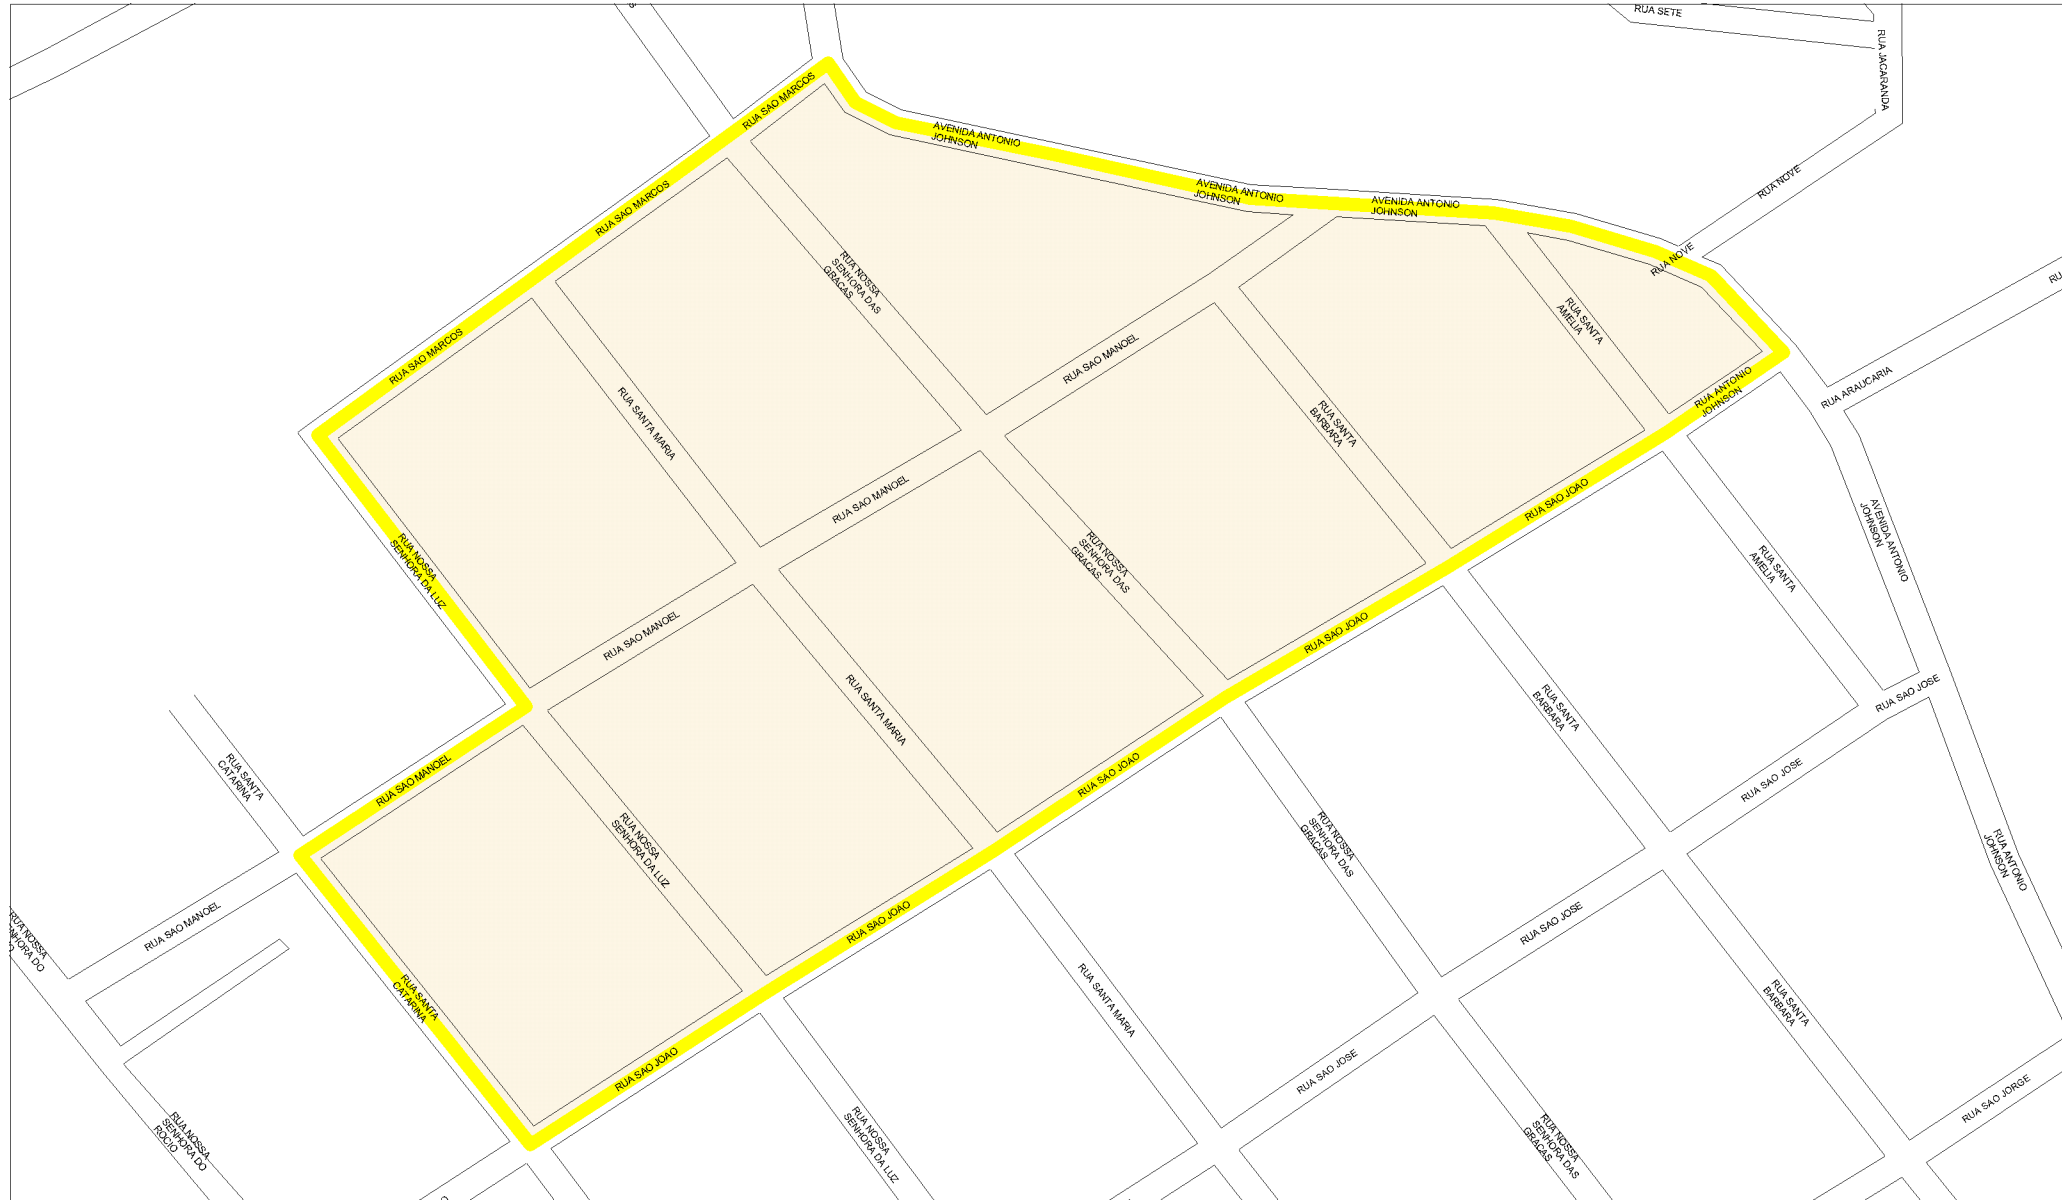 RUA SETE
RUA JACARANDA
RUA SAO MARCOS
AVENIDA ANTONIO
JOHNSON
AVENIDA ANTONIO
JOHNSON
AVENIDA ANTONIO
JOHNSON
RUA NOVE
RUA SAO MARCOS
RUA NOVE
RUA NOSSA
SENHORA DAS
GRACAS
RU
RUA SANTA
AMELIA
RUA SAO MARCOS
RUA SAO MANOEL
RUA ANTONIO
JOHNSON
RUA ARAUCARIA
RUA SANTA MARIA
RUA SANTA
BARBARA
RUA SAO MANOEL
RUA SAO JOAO
AVENIDA ANTONIO
JOHNSON
RUA NOSSA
SENHORA DA LUZ
RUA NOSSA
SENHORA DAS
GRACAS
RUA SANTA
AMELIA
RUA SAO MANOEL
RUA SAO JOAO
RUA SANTA MARIA
RUA SANTA
BARBARA
RUA SAO JOSE
RUA SANTA
CATARINA
RUA SAO MANOEL
RUA SAO JOAO
RUA SAO JOSE
RUA NOSSA
SENHORA DA LUZ
RUA NOSSA
SENHORA DAS
GRACAS
RUA ANTONIO
JOHNSON
RUA SAO MANOEL
RUA SAO JOAO
RUA SAO JOSE
RUA NOSSA
ENHORA DO
RUA SANTA
CATARINA
RUA SANTA MARIA
RUA SANTA
BARBARA
RUA SAO JOAO
RUA SAO JOSE
RUA SAO JORGE
RUA NOSSA
SENHORA DO
ROCIO
RUA NOSSA
SENHORA DA LUZ
RUA NOSSA
SENHORA DAS
GRACAS